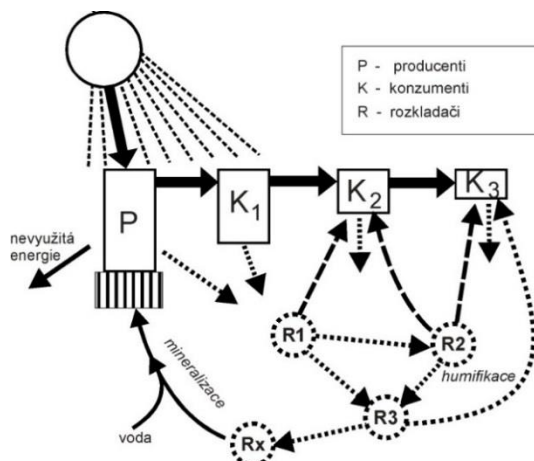 P - producenti
K - konzumenti
R - rozkladači
P
K1
K2
K3
nevyužitá
energie
R1
R2
humifikace
R3
Rx
mineralizace
voda